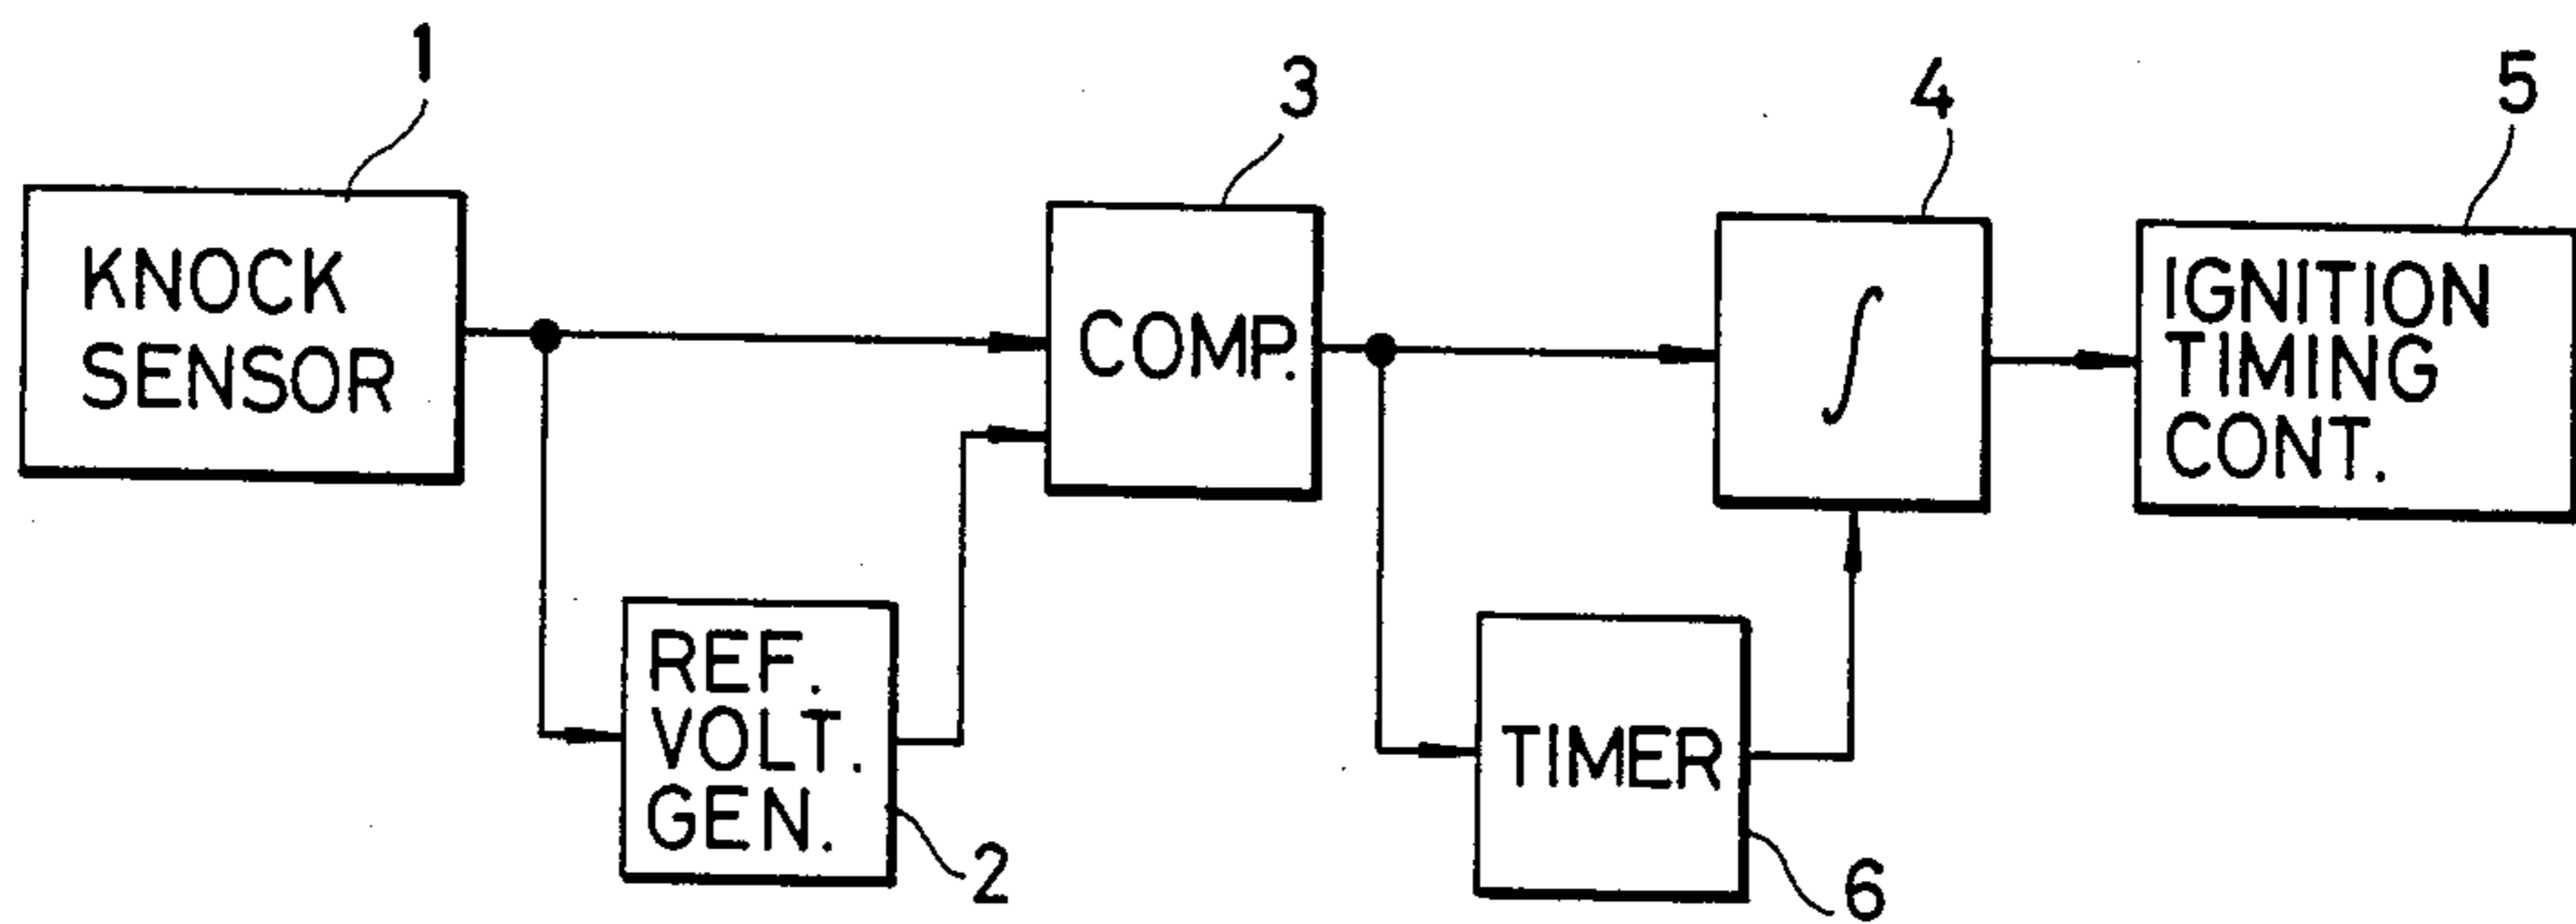 1
3
4
5
KNOCK
SENSOR
COMP.
∫
IGNITION
TIMING
CONT.
REF.
VOLT.
GEN.
2
TIMER
6